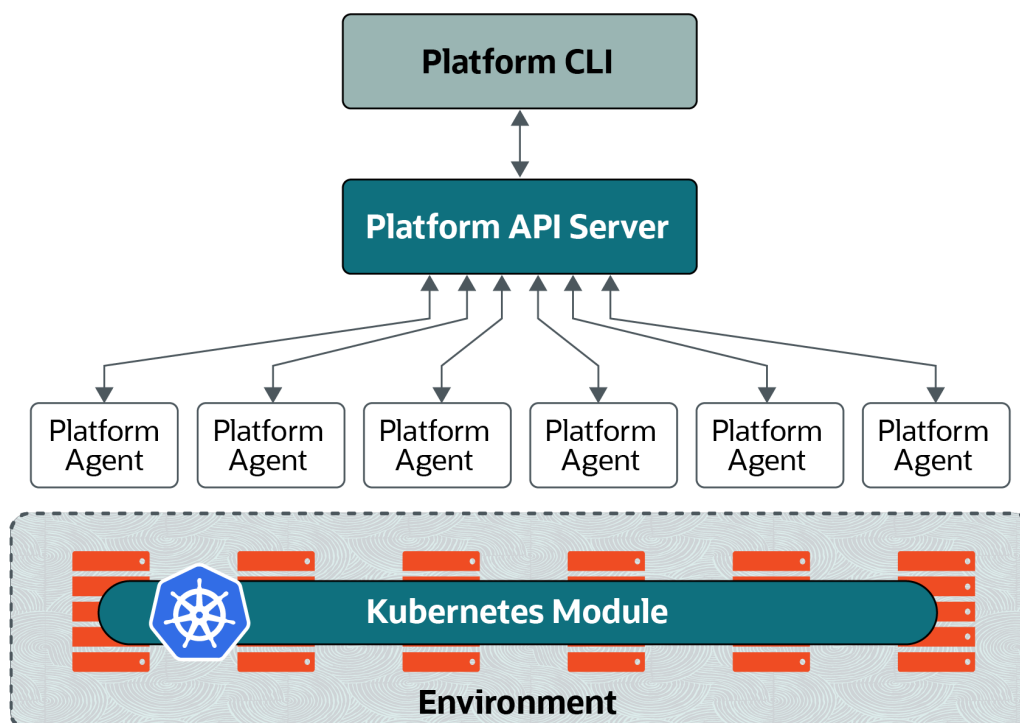 Platform CLI
Platform API Server
Platform
Agent
Platform
Agent
Platform
Agent
Platform
Agent
Platform
Agent
Platform
Agent
Kubernetes Module
Environment